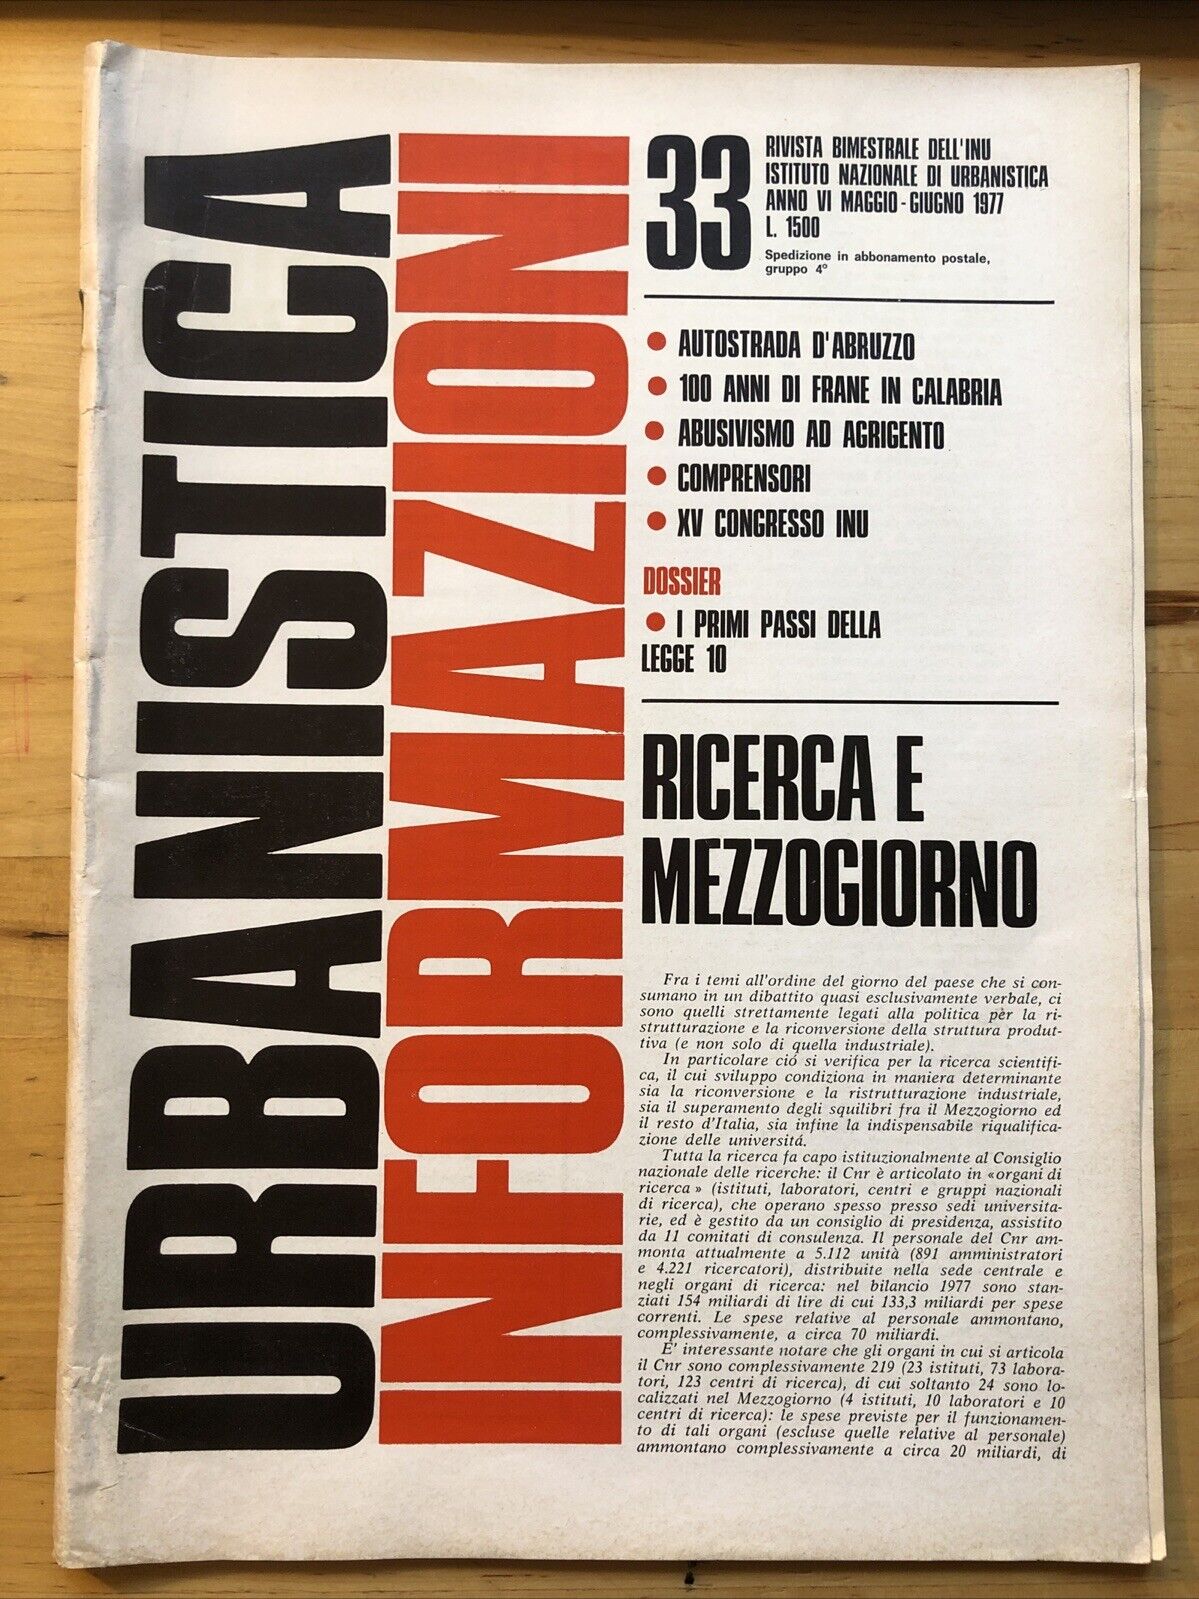 URBANISTICA
INFORMAZIONI
33
RIVISTA BIMESTRALE DELL'INU
ISTITUTO NAZIONALE DI URBANISTICA
ANNO VI MAGGIO - GIUGNO 1977
L. 1500
Spedizione in abbonamento postale,
gruppo 4°
• AUTOSTRADA D'ABRUZZO
• 100 ANNI DI FRANE IN CALABRIA
• ABUSIVISMO AD AGRIGENTO
• COMPRENSORI
• XV CONGRESSO INU
DOSSIER
• I PRIMI PASSI DELLA
LEGGE 10
RICERCA E
MEZZOGIORNO
Fra i temi all'ordine del giorno del paese che si con-
sumano in un dibattito quasi esclusivamente verbale, ci
sono quelli strettamente legati alla politica pèr la ri-
strutturazione e la riconversione della struttura produt-
tiva (e non solo di quella industriale).
In particolare ció si verifica per la ricerca scientifi-
ca, il cui sviluppo condiziona in maniera determinante
sia la riconversione e la ristrutturazione industriale,
sia il superamento degli squilibri fra il Mezzogiorno ed
il resto d'Italia, sia infine la indispensabile riqualifica-
zione delle universitá.
Tutta la ricerca fa capo istituzionalmente al Consiglio
nazionale delle ricerche: il Cnr è articolato in «organi di
ricerca» (istituti, laboratori, centri e gruppi nazionali
di ricerca), che operano spesso presso sedi universita-
rie, ed è gestito da un consiglio di presidenza, assistito
da 11 comitati di consulenza. Il personale del Cnr am-
monta attualmente a 5.112 unità (891 amministratori
e 4.221 ricercatori), distribuite nella sede centrale e
negli organi di ricerca: nel bilancio 1977 sono stan-
ziati 154 miliardi di lire di cui 133,3 miliardi per spese
correnti. Le spese relative al personale ammontano,
complessivamente, a circa 70 miliardi.
E' interessante notare che gli organi in cui si articola
il Cnr sono complessivamente 219 (23 istituti, 73 labora-
tori, 123 centri di ricerca), di cui soltanto 24 sono lo-
calizzati nel Mezzogiorno (4 istituti, 10 laboratori e 10
centri di ricerca): le spese previste per il funzionamen-
to di tali organi (escluse quelle relative al personale)
ammontano complessivamente a circa 20 miliardi, di